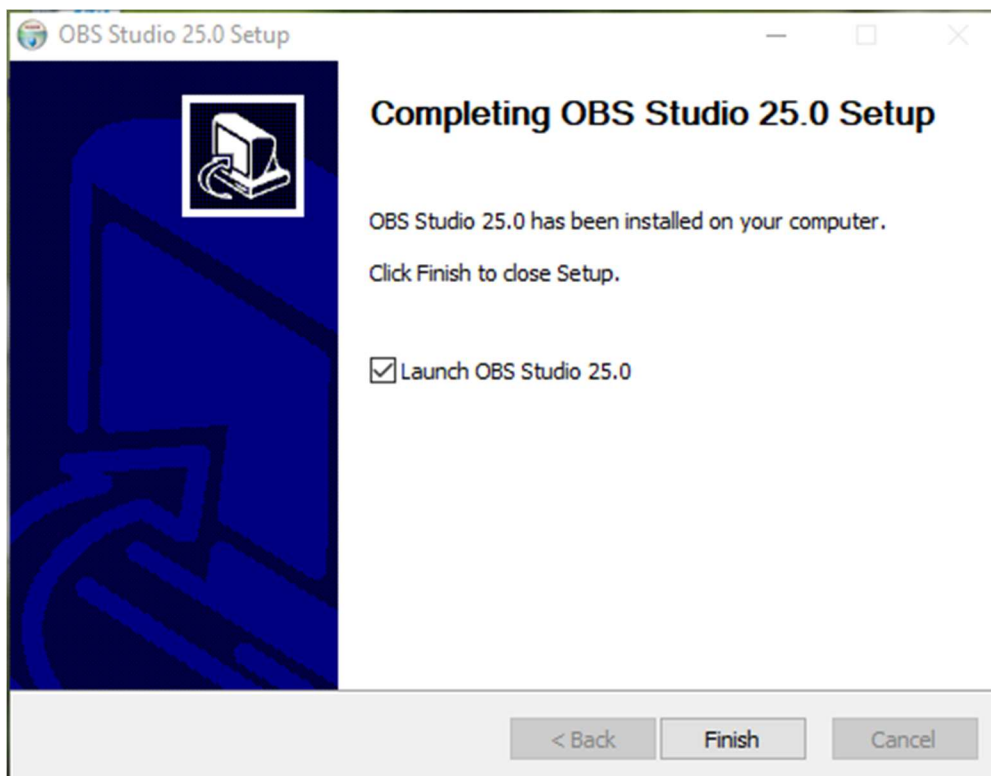 OBS Studio 25.0 Setup
Completing OBS Studio 25.0 Setup
OBS Studio 25.0 has been installed on your computer.
Click Finish to close Setup.
Launch OBS Studio 25.0
< Back
Finish
Cancel